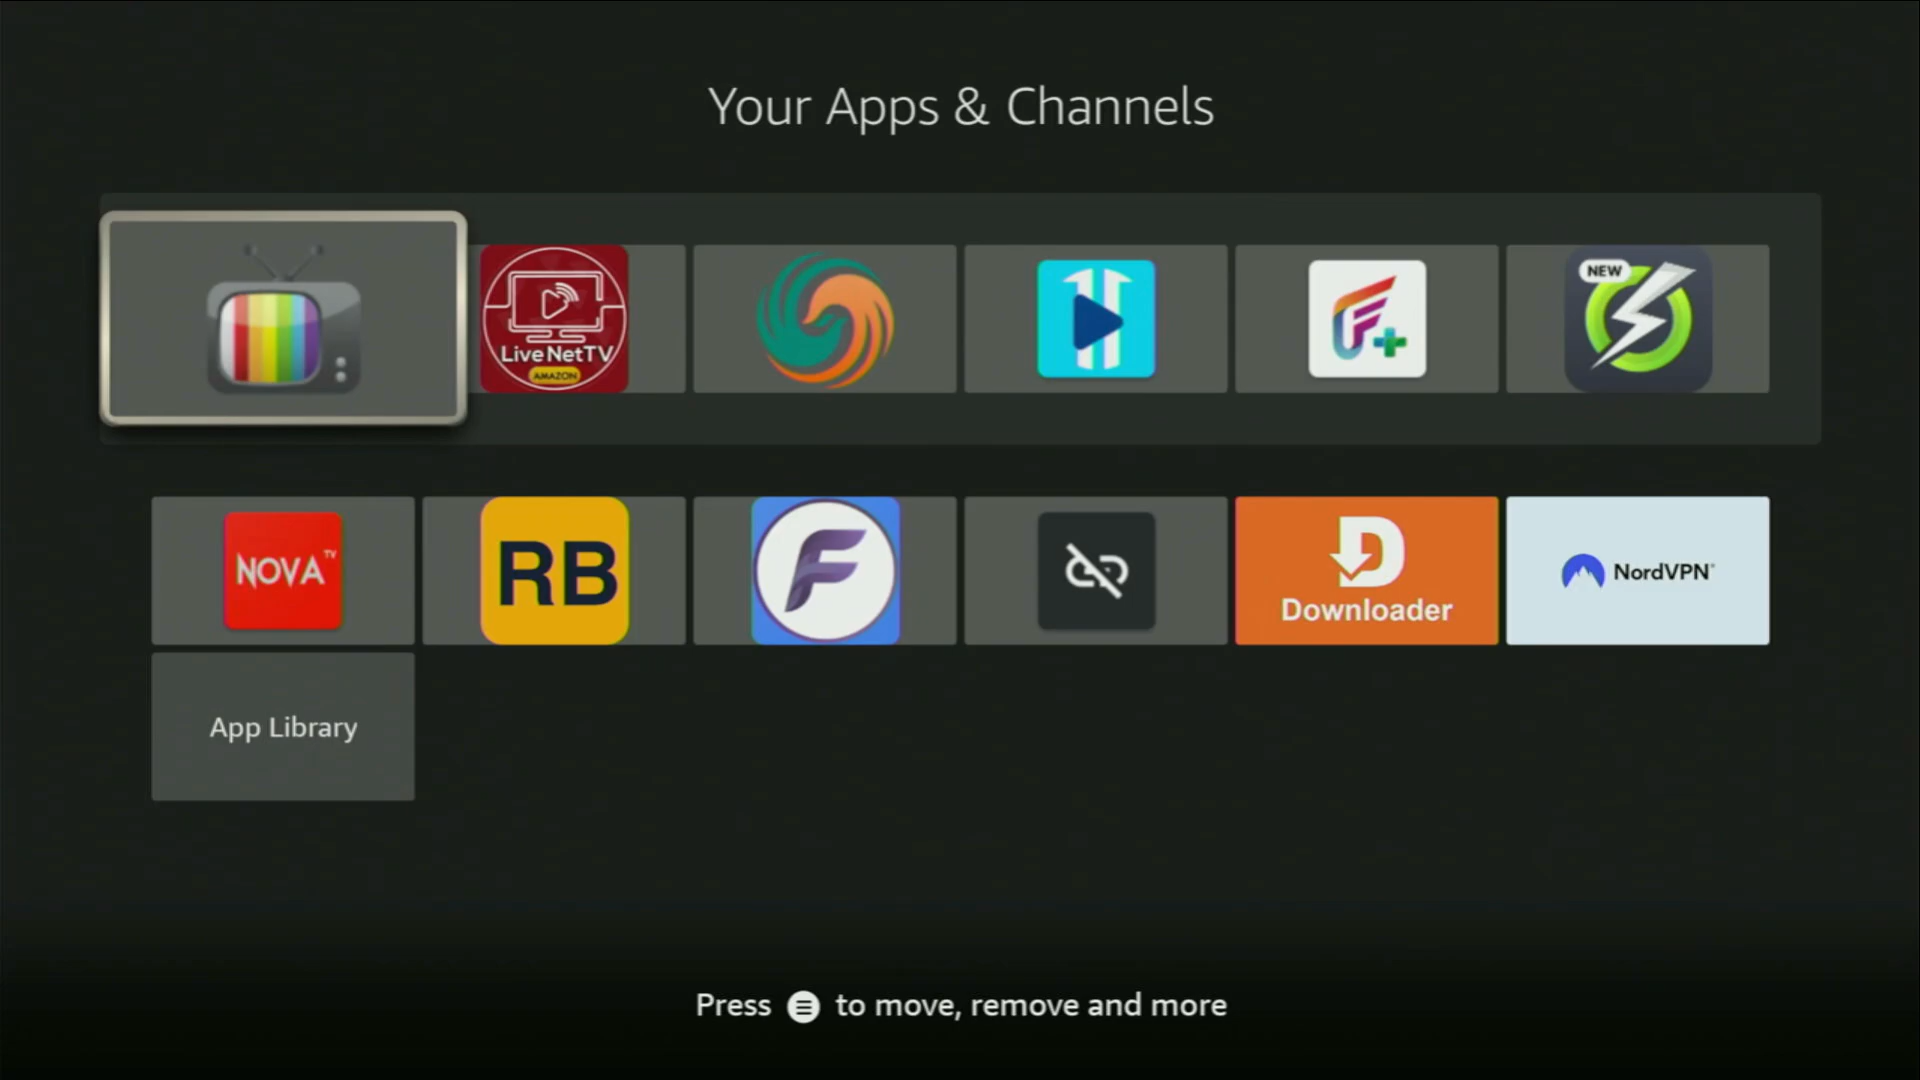 Your Apps & Channels
Live NetTV
AMAZON
NEW
NOVA TV
RB
F
Downloader
NordVPN®
App Library
Press to move, remove and more